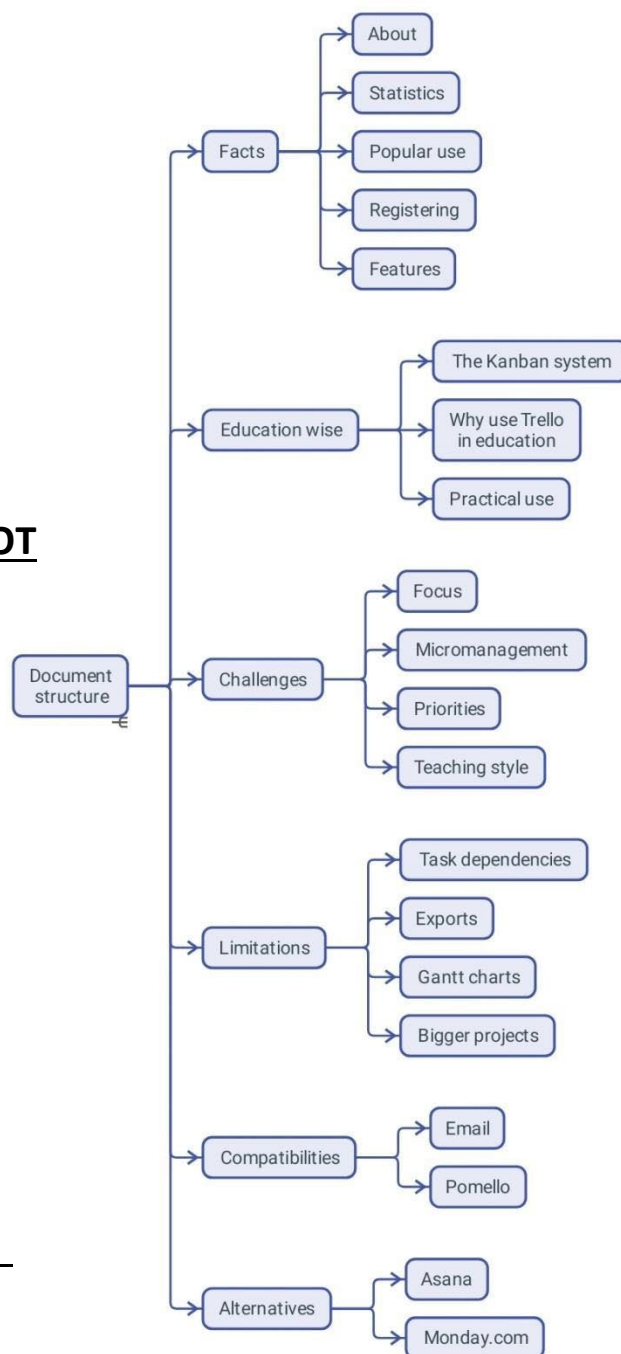 About
Statistics
Facts
Popular use
Registering
Features
The Kanban system
Education wise
Why use Trello
in education
Practical use
OT
Focus
Micromanagement
Document
structure
Challenges
Priorities
Teaching style
Task dependencies
Exports
Limitations
Gantt charts
Bigger projects
Email
Compatibilities
Pomello
Asana
Alternatives
Monday.com